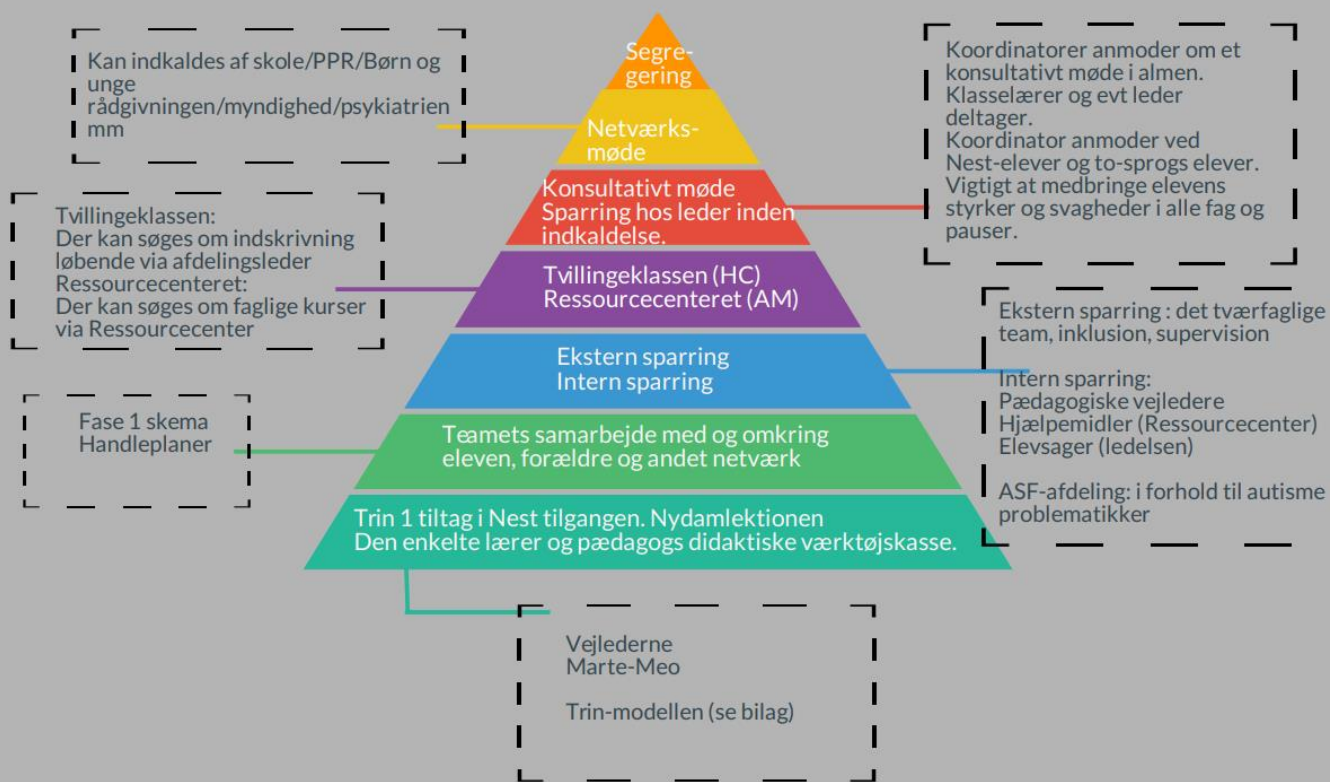 Segre-
gering
Kan indkaldes af skole/PPR/Børn og
unge
rådgivningen/myndighed/psykiatrien
mm
Netværks-
møde
Koordinatorer anmoder om et
konsultativt møde i almen.
Klasselærer og evt leder
deltager.
Koordinator anmoder ved
Nest-elever og to-sprogs elever.
Vigtigt at medbringe elevens
styrker og svagheder i alle fag og
pauser.
Konsultativt møde
Sparring hos leder inden
indkaldelse.
Tvillingeklassen:
Der kan søges om indskrivning
løbende via afdelingsleder
Ressourcecenteret:
Der kan søges om faglige kurser
via Ressourcecenter
Tvillingeklassen (HC)
Ressourcecenteret (AM)
Ekstern sparring : det tværfaglige
team, inklusion, supervision
Intern sparring:
Pædagogiske vejledere
Hjælpemidler (Ressourcecenter)
Elevsager (ledelsen)
ASF-afdeling: i forhold til autisme
problematikker
Ekstern sparring
Intern sparring
Fase 1 skema
Handleplaner
Teamets samarbejde med og omkring
eleven, forældre og andet netværk
Trin 1 tiltag i Nest tilgangen. Nydamlektionen
Den enkelte lærer og pædagogs didaktiske værktøjskasse.
Vejlederne
Marte-Meo
Trin-modellen (se bilag)